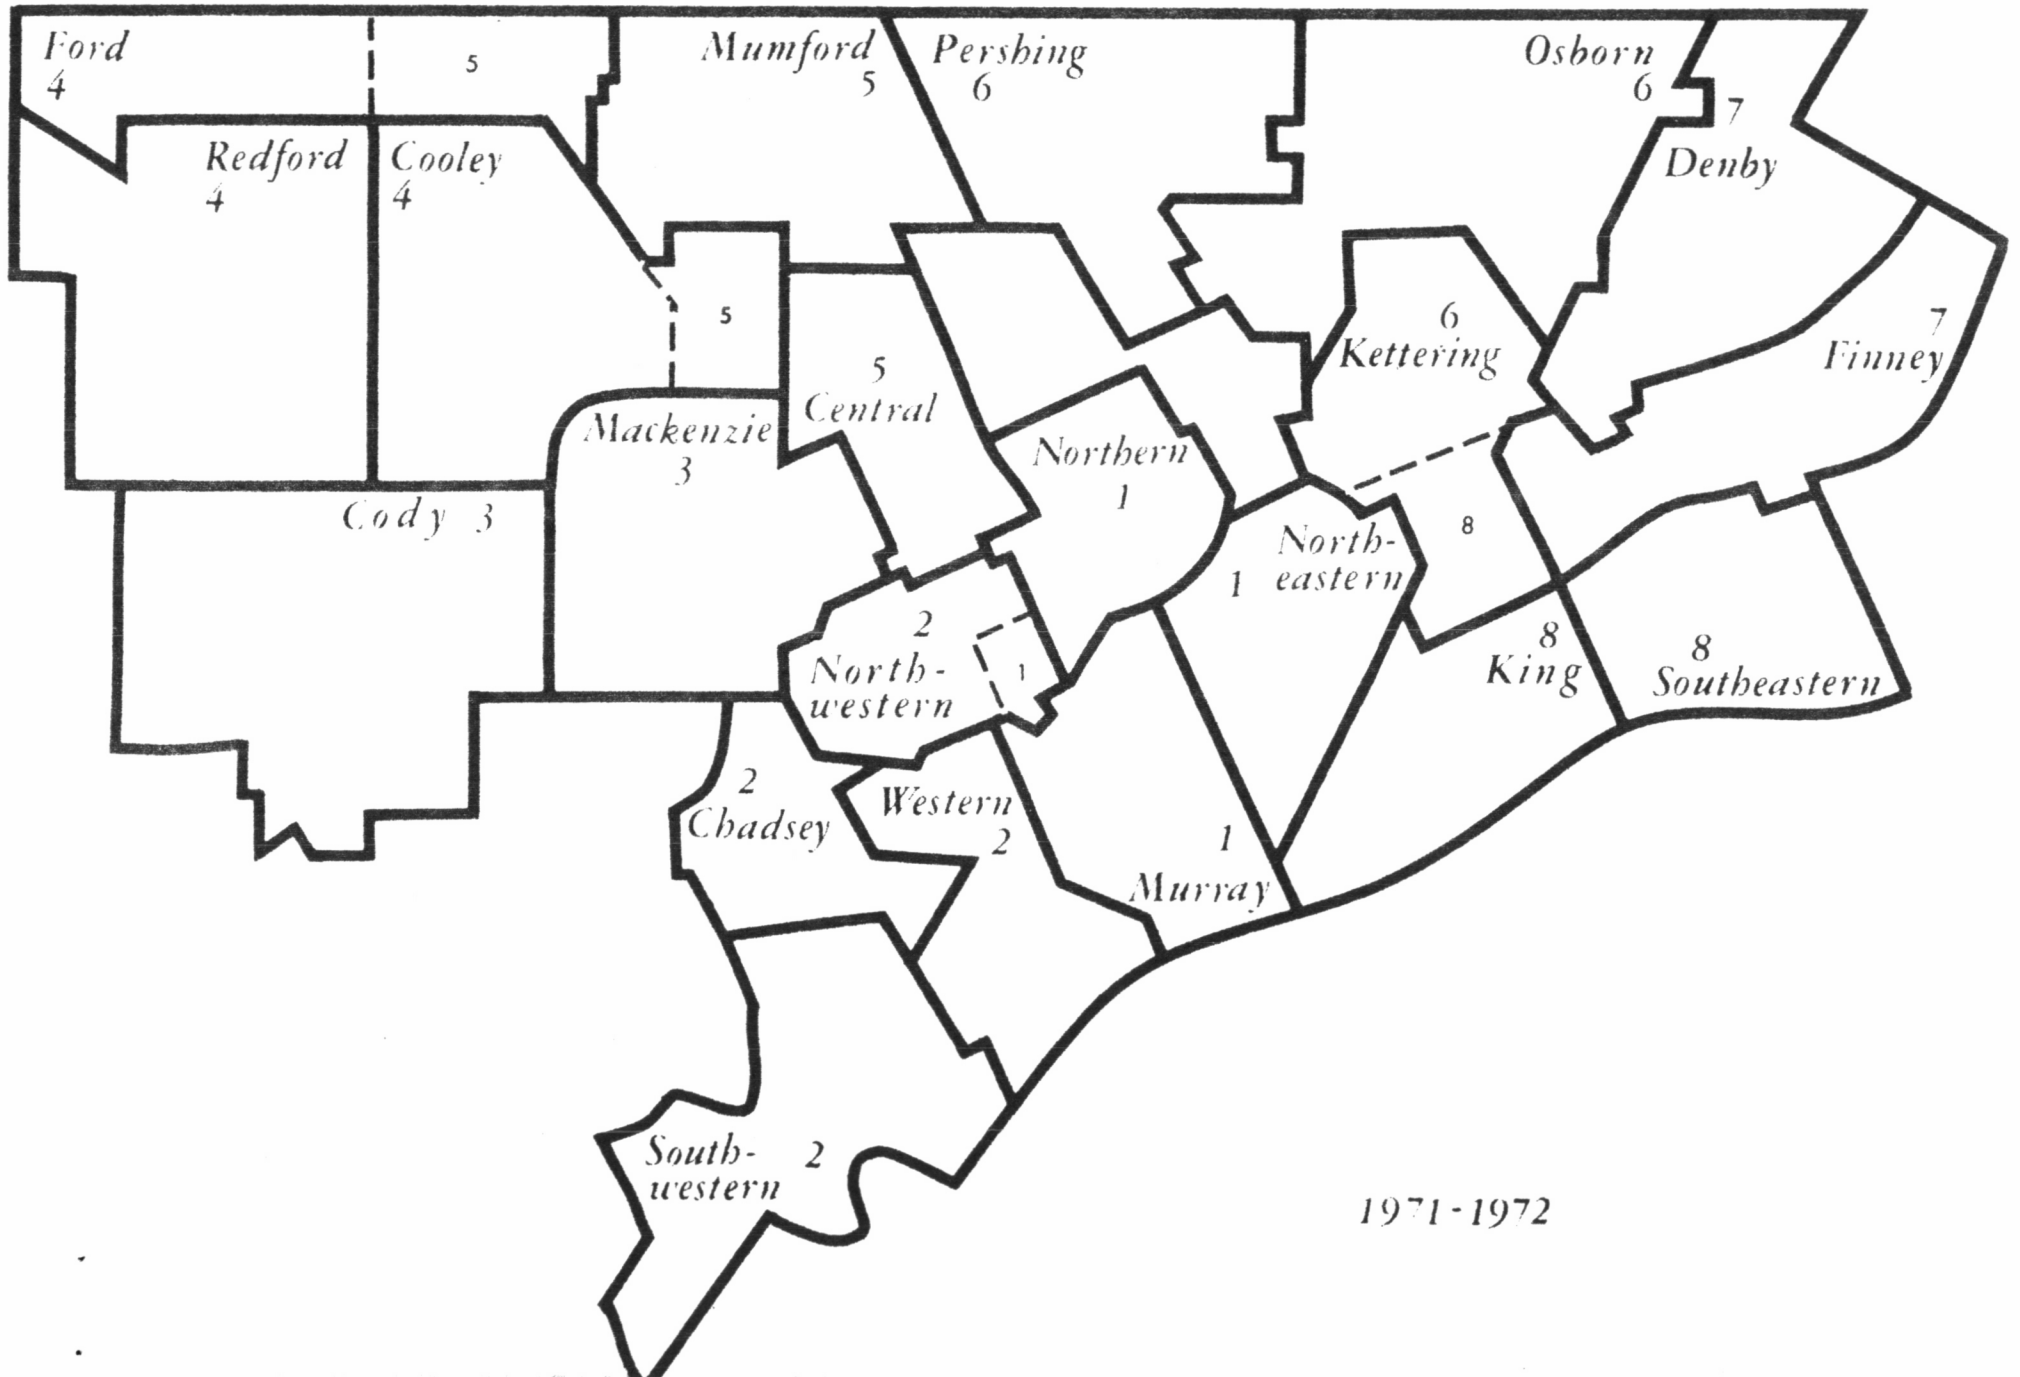 Ford
4
5
Mumford
5
Pershing
6
Osborn
6
7
Denby
Redford
4
Cooley
4
5
5
Central
6
Kettering
7
Finney
Mackenzie
3
Northern
1
Cody 3
North-
eastern
1
8
2
North-
western
1
8
King
8
Southeastern
2
Chadsey
Western
2
1
Murray
South-
western
2
1971-1972